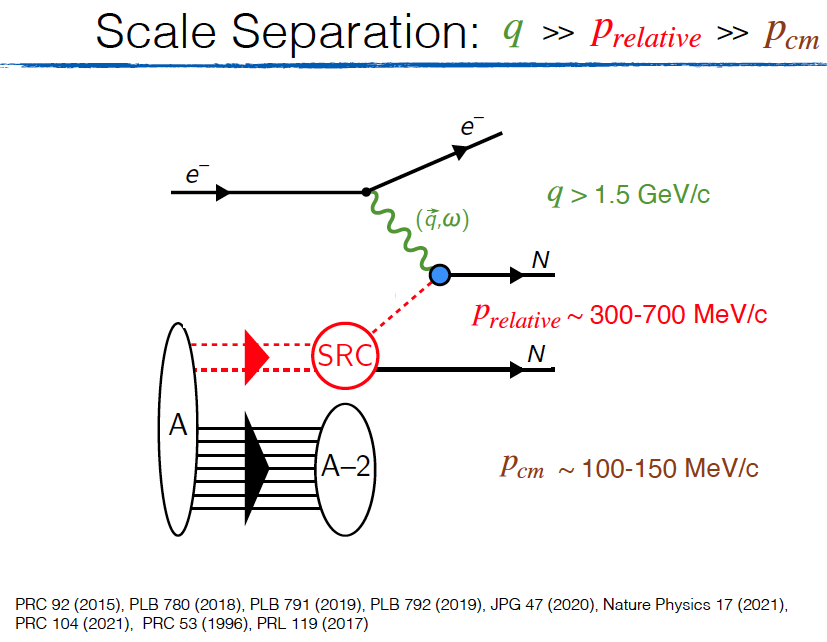 Scale Separation: q >> p_relative >> p_cm
e⁻
e⁻
q > 1.5 GeV/c
(q⃗,ω)
N
p_relative ~ 300-700 MeV/c
SRC
N
A
A–2
p_cm ~ 100-150 MeV/c
PRC 92 (2015), PLB 780 (2018), PLB 791 (2019), PLB 792 (2019), JPG 47 (2020), Nature Physics 17 (2021),
PRC 104 (2021), PRC 53 (1996), PRL 119 (2017)